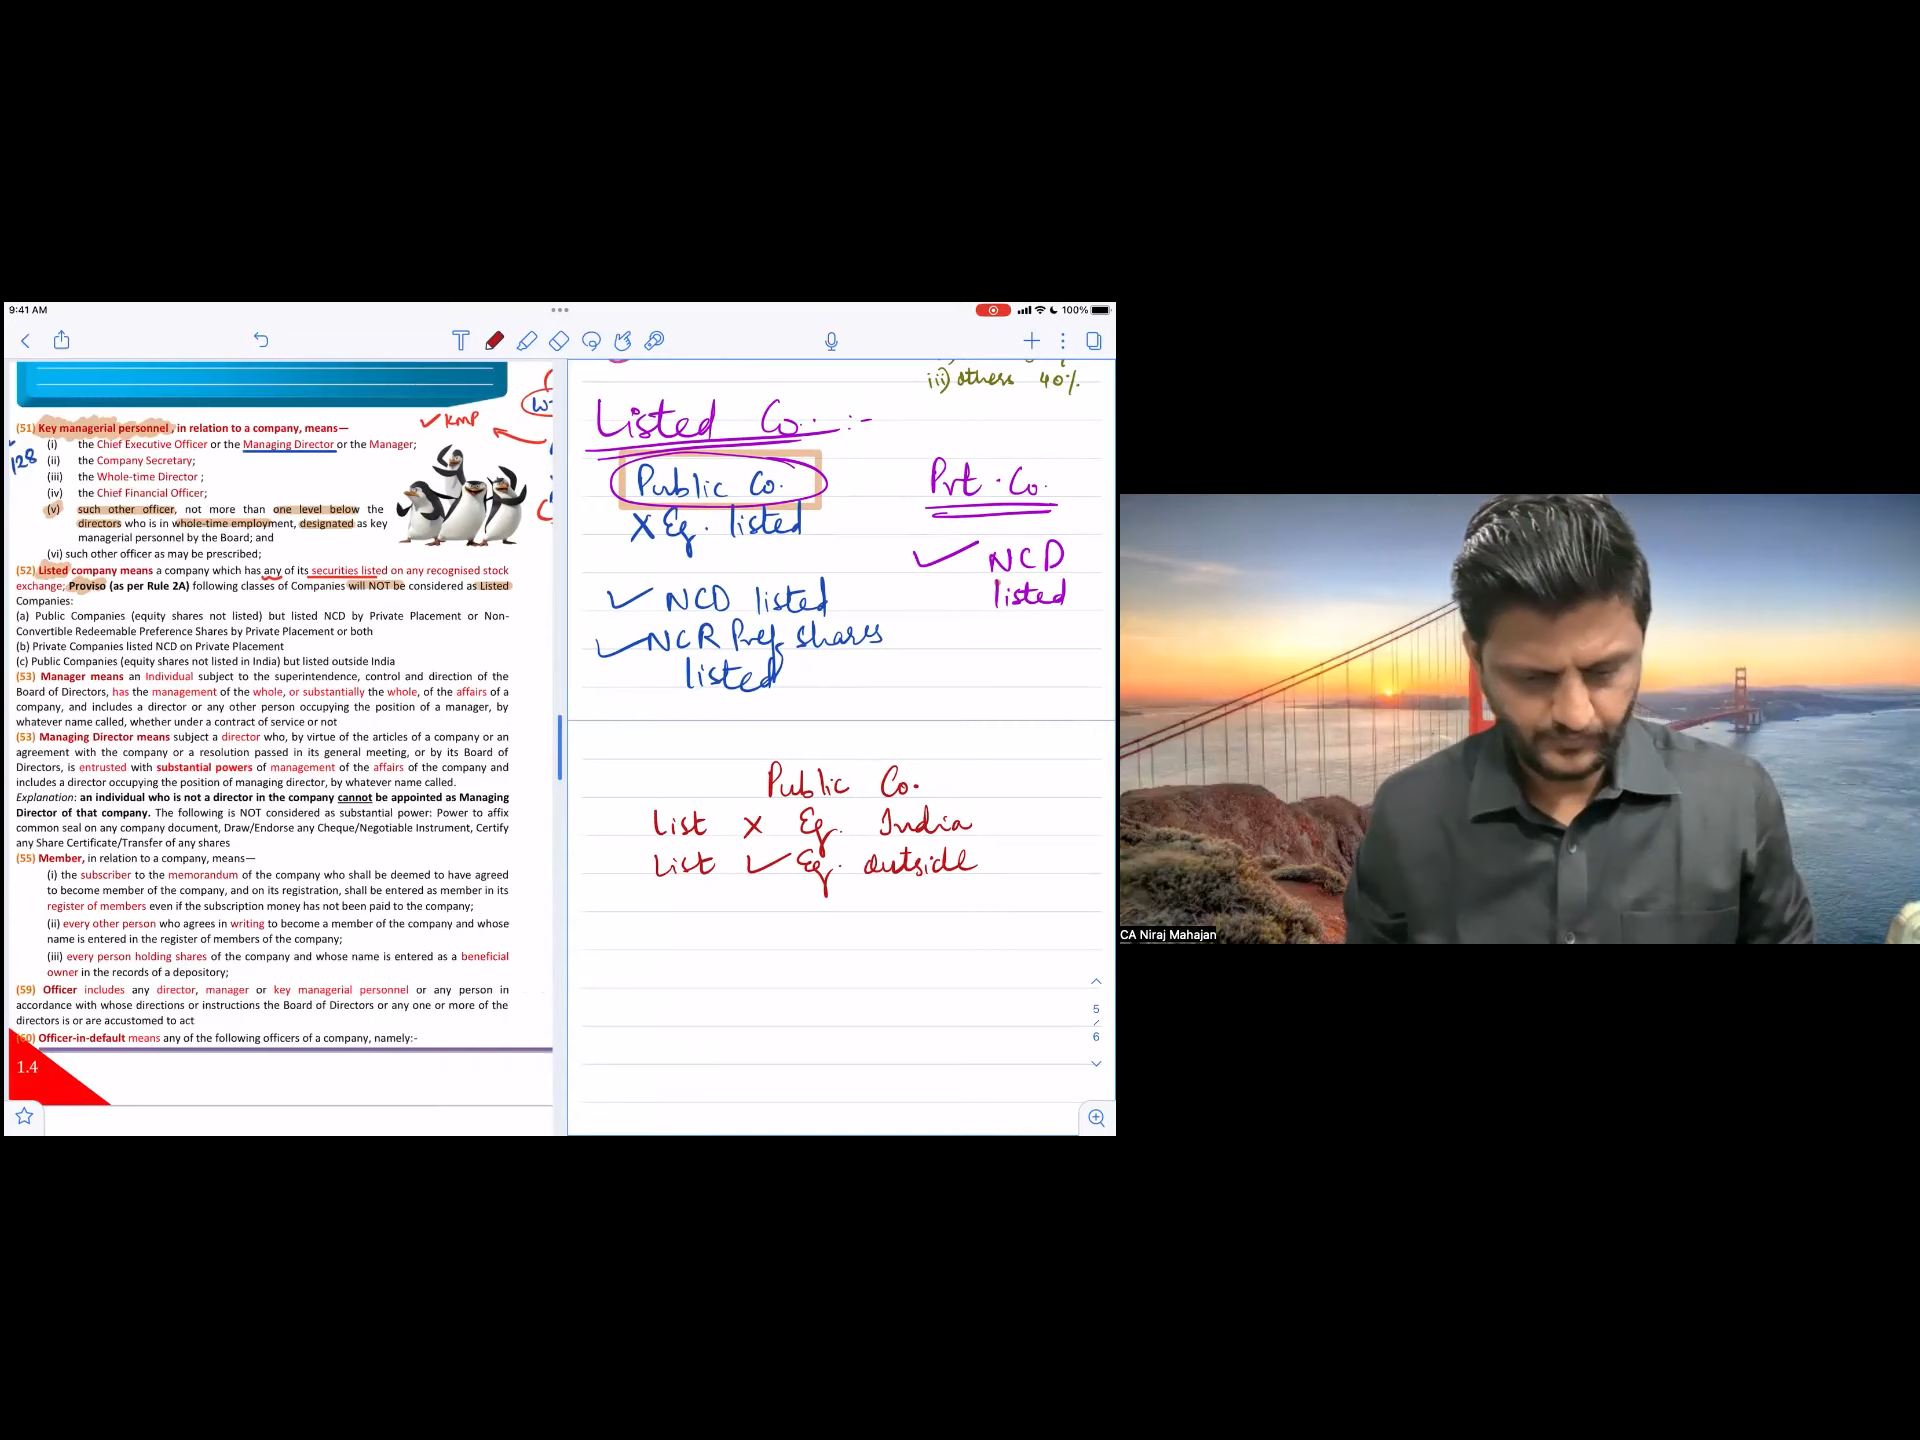 9:41 AM
100%
✓ KMP
128
(51) Key managerial personnel , in relation to a company, means—
(i) the Chief Executive Officer or the Managing Director or the Manager;
(ii) the Company Secretary;
(iii) the Whole-time Director ;
(iv) the Chief Financial Officer;
(v) such other officer, not more than one level below the
directors who is in whole-time employment, designated as key
managerial personnel by the Board; and
(vi) such other officer as may be prescribed;
(52) Listed company means a company which has any of its securities listed on any recognised stock
exchange; Proviso (as per Rule 2A) following classes of Companies will NOT be considered as Listed
Companies:
(a) Public Companies (equity shares not listed) but listed NCD by Private Placement or Non-
Convertible Redeemable Preference Shares by Private Placement or both
(b) Private Companies listed NCD on Private Placement
(c) Public Companies (equity shares not listed in India) but listed outside India
(53) Manager means an Individual subject to the superintendence, control and direction of the
Board of Directors, has the management of the whole, or substantially the whole, of the affairs of a
company, and includes a director or any other person occupying the position of a manager, by
whatever name called, whether under a contract of service or not
(53) Managing Director means subject a director who, by virtue of the articles of a company or an
agreement with the company or a resolution passed in its general meeting, or by its Board of
Directors, is entrusted with substantial powers of management of the affairs of the company and
includes a director occupying the position of managing director, by whatever name called.
Explanation: an individual who is not a director in the company cannot be appointed as Managing
Director of that company. The following is NOT considered as substantial power: Power to affix
common seal on any company document, Draw/Endorse any Cheque/Negotiable Instrument, Certify
any Share Certificate/Transfer of any shares
(55) Member, in relation to a company, means—
(i) the subscriber to the memorandum of the company who shall be deemed to have agreed
to become member of the company, and on its registration, shall be entered as member in its
register of members even if the subscription money has not been paid to the company;
(ii) every other person who agrees in writing to become a member of the company and whose
name is entered in the register of members of the company;
(iii) every person holding shares of the company and whose name is entered as a beneficial
owner in the records of a depository;
(59) Officer includes any director, manager or key managerial personnel or any person in
accordance with whose directions or instructions the Board of Directors or any one or more of the
directors is or are accustomed to act
(60) Officer-in-default means any of the following officers of a company, namely:-
1.4
iii) others 40%.
Listed Co. :-
Public Co.
X Eq. listed
✓ NCD listed
✓ NCR Pref. shares
listed
Pvt. Co.
✓ NCD
listed
Public Co.
List X Eq. India
List ✓ Eq. outside
5
/
6
CA Niraj Mahajan